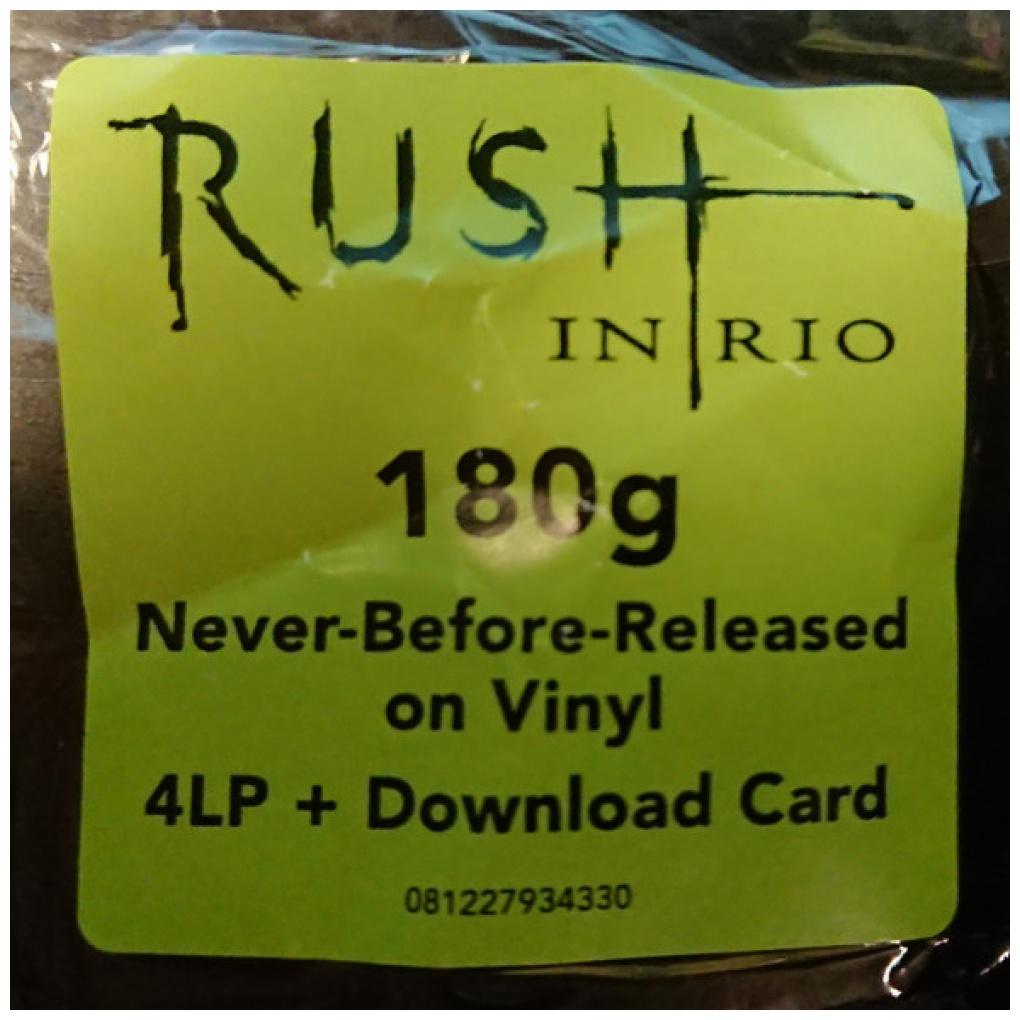 RUSH
IN RIO
180g
Never-Before-Released
on Vinyl
4LP + Download Card
081227934330